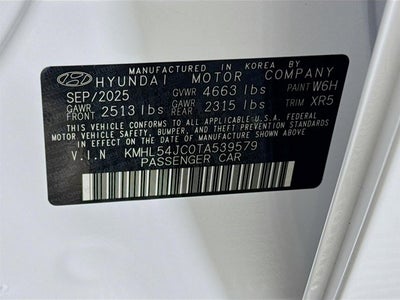 MANUFACTURED IN KOREA BY
HYUNDAI MOTOR COMPANY
SEP/2025 GVWR 4663 lbs PAINT W6H
GAWR FRONT 2513 lbs GAWR REAR 2315 lbs TRIM XR5
THIS VEHICLE CONFORMS TO ALL APPLICABLE U.S.A. FEDERAL
MOTOR VEHICLE SAFETY, BUMPER, AND THEFT PREVENTION
STANDARDS IN EFFECT ON THE DATE OF MANUFACTURE SHOWN ABOVE.
V.I.N KMHL54JC0TA539579
PASSENGER CAR